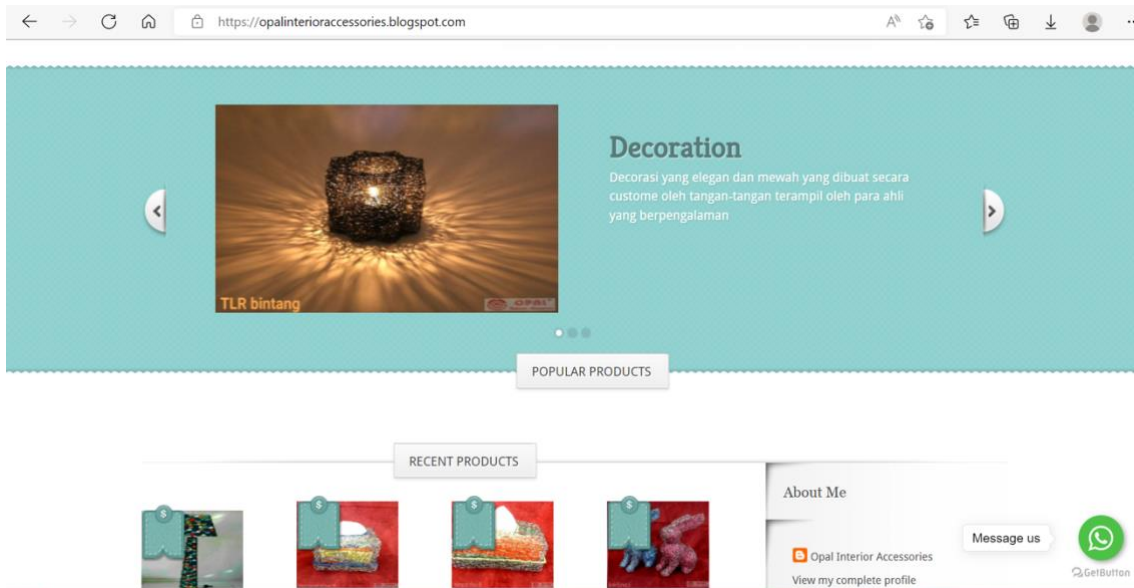 https://opalinterioraccessories.blogspot.com
Decoration
Decorasi yang elegan dan mewah yang dibuat secara
custome oleh tangan-tangan terampil oleh para ahli
yang berpengalaman
TLR bintang
OPAL
POPULAR PRODUCTS
RECENT PRODUCTS
$
$
$
$
About Me
Opal Interior Accessories
View my complete profile
Message us
GetButton